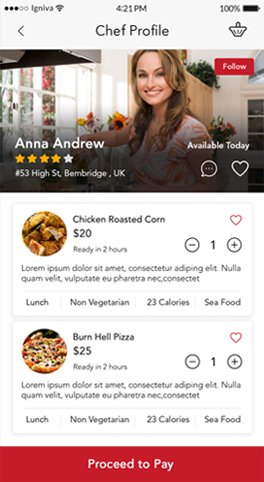 Igniva 4:21PM 100%
Chef Profile
Follow
Anna Andrew
Available Today
#53 High St, Bembridge , UK
Chicken Roasted Corn
$20
Ready in 2 hours
1
Lorem ipsum dolor sit amet, consectetur adiping elit. Nulla
quam velit, vulputate eu pharetra nec,consectet
Lunch Non Vegetarian 23 Calories Sea Food
Burn Hell Pizza
$25
Ready in 2 hours
1
Lorem ipsum dolor sit amet, consectetur adiping elit. Nulla
quam velit, vulputate eu pharetra nec,consectet
Lunch Non Vegetarian 23 Calories Sea Food
Proceed to Pay